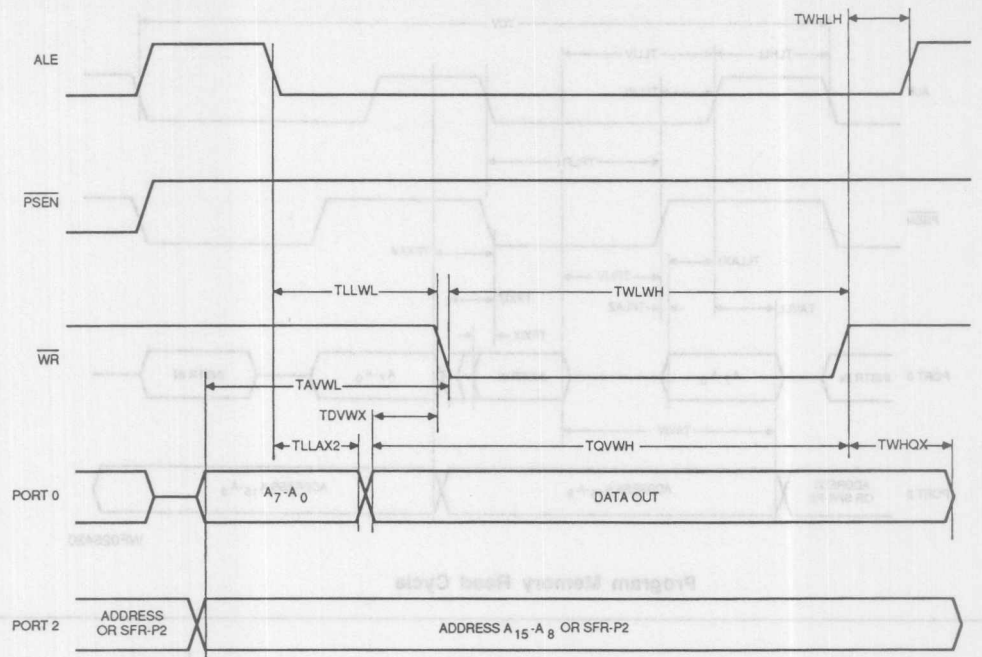 TWHLH
ALE
PSEN
TLLWL
TWLWH
WR
TAVWL
TDVWX
TLLAX2
TQVWH
TWHQX
PORT 0
A7-A0
DATA OUT
PORT 2
ADDRESS
OR SFR-P2
ADDRESS A15-A8 OR SFR-P2
Program Memory Read Cycle